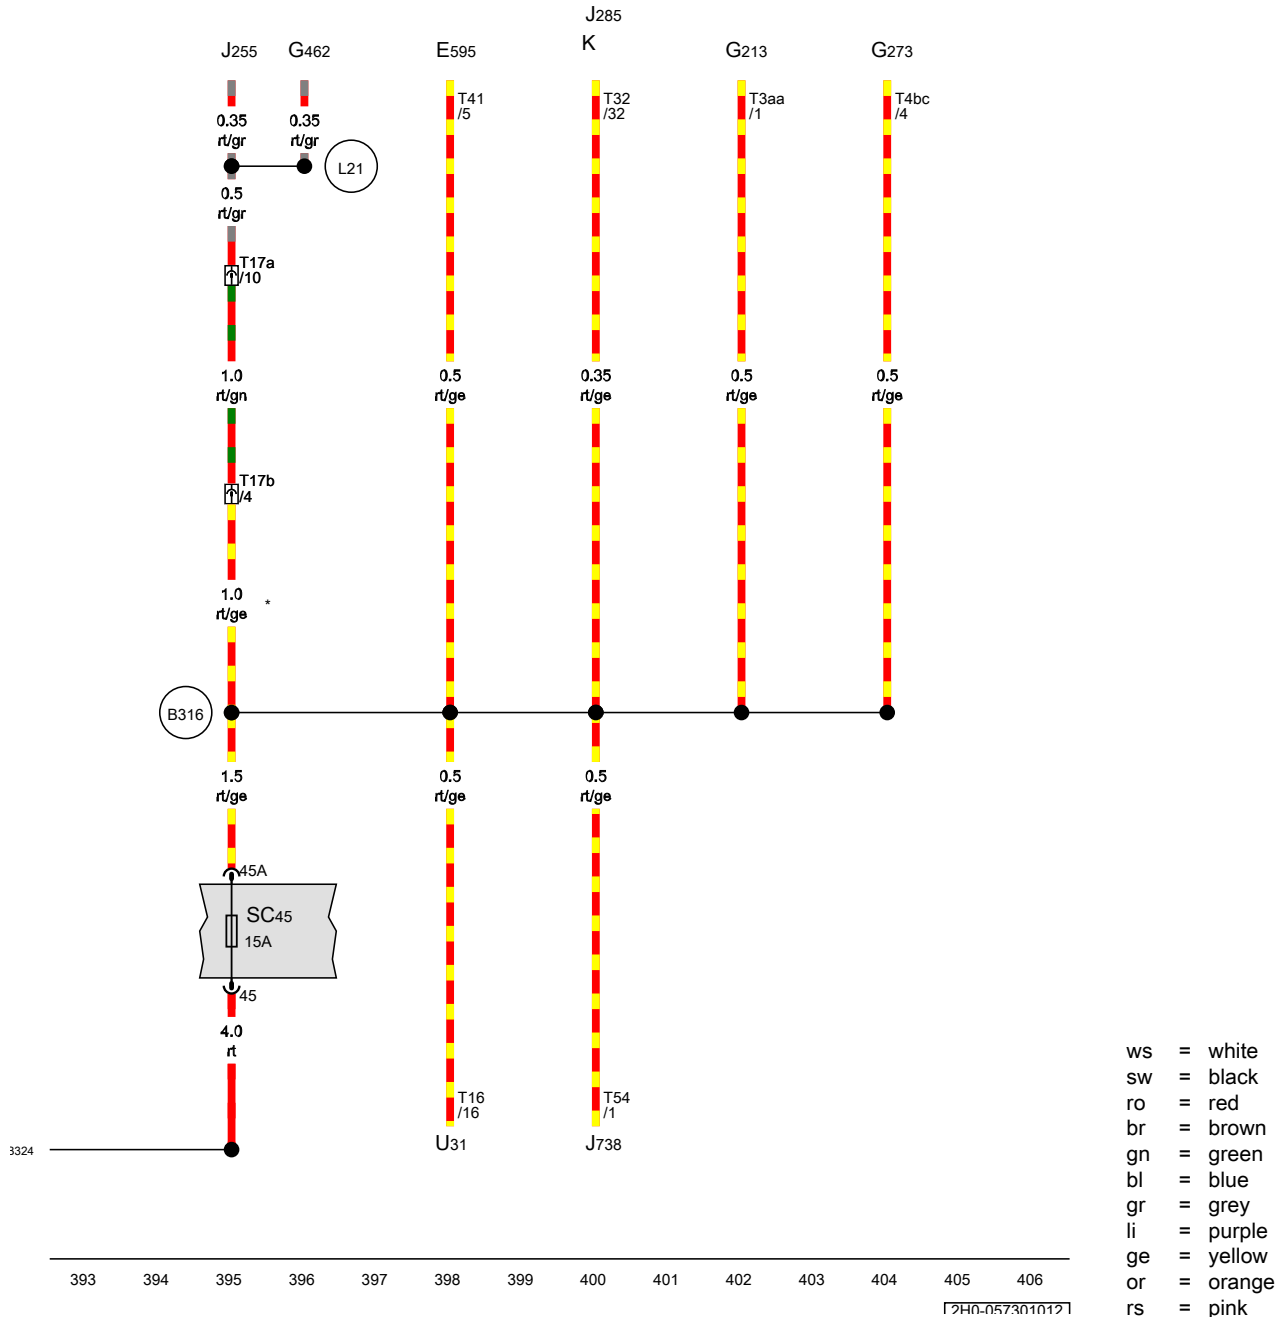 J285
J255 G462 E595 K G213 G273
T41 /5
T32 /32
T3aa /1
T4bc /4
0.35 rt/gr
0.35 rt/gr
L21
0.5 rt/gr
T17a /10
1.0 rt/gn
0.5 rt/ge
0.35 rt/ge
0.5 rt/ge
0.5 rt/ge
T17b /4
1.0 rt/ge *
B316
1.5 rt/ge
0.5 rt/ge
0.5 rt/ge
45A
SC45
15A
45
4.0 rt
T16 /16
T54 /1
U31 J738
3324
393 394 395 396 397 398 399 400 401 402 403 404 405 406
2H0-057301012
ws = white
sw = black
ro = red
br = brown
gn = green
bl = blue
gr = grey
li = purple
ge = yellow
or = orange
rs = pink